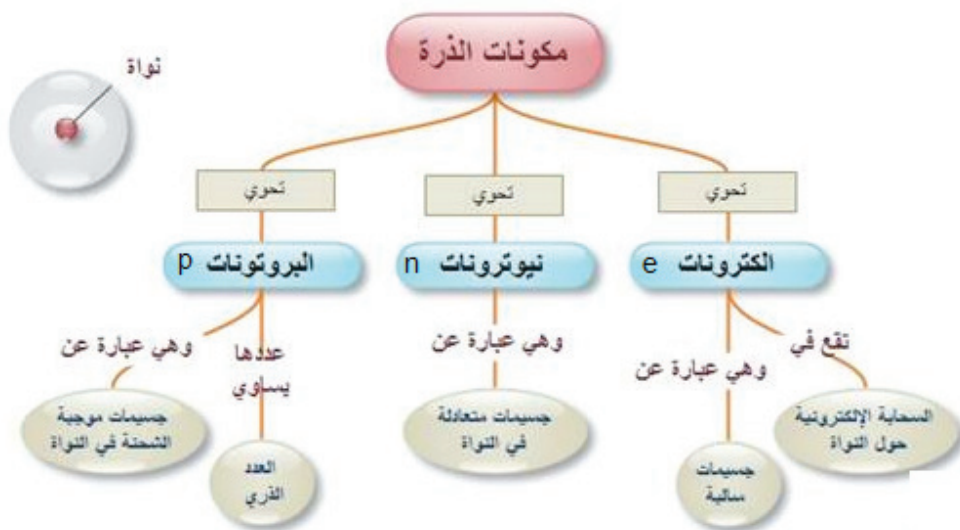 مكونات الذرة
نواة
تحوي
تحوي
تحوي
الكترونات e
نيوترونات n
البروتونات p
تقع في
وهي عبارة عن
وهي عبارة عن
عددها
يساوي
وهي عبارة عن
السحابة الإلكترونية
حول النواة
جسيمات
سالبة
جسيمات متعادلة
في النواة
العدد
الذري
جسيمات موجبة
الشحنة في النواة